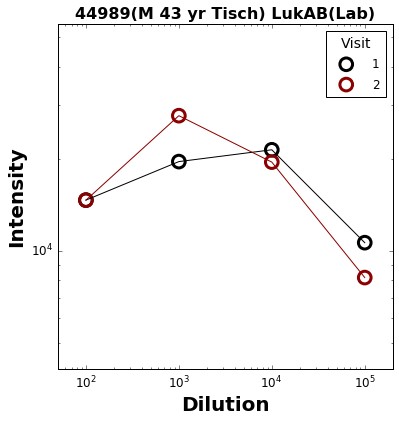 44989(M 43 yr Tisch) LukAB(Lab)
Visit
1
2
Intensity
10^4
10^2 10^3 10^4 10^5
Dilution